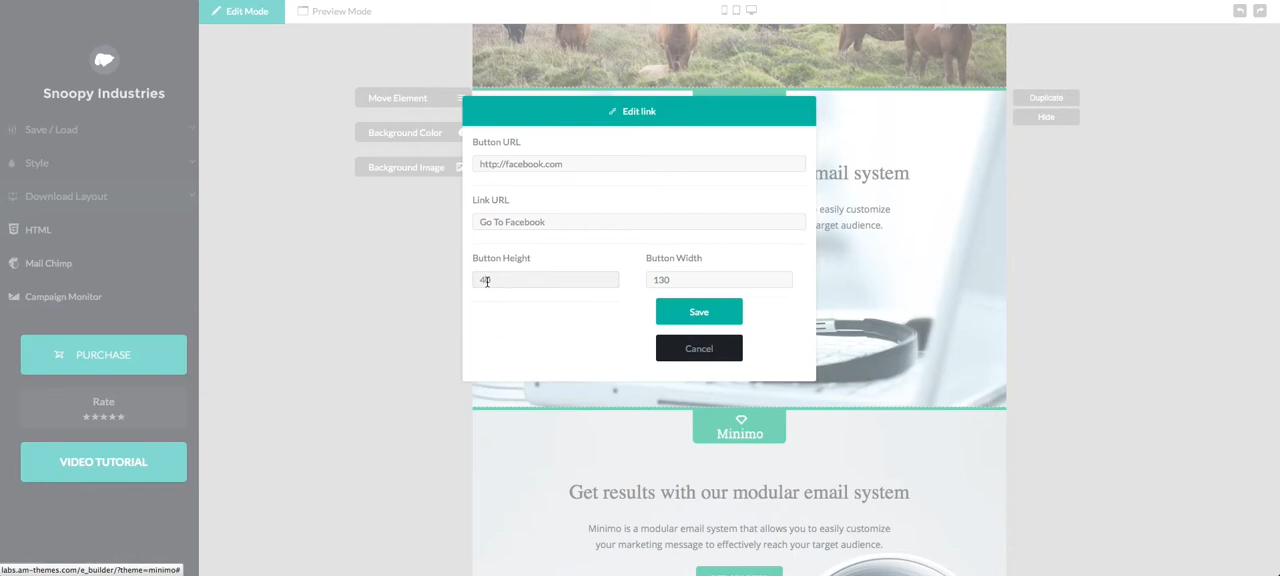 Edit Mode
Preview Mode
Snoopy Industries
Save / Load
Style
Download Layout
HTML
Mail Chimp
Campaign Monitor
PURCHASE
Rate
★★★★★
VIDEO TUTORIAL
labs.am-themes.com/e_builder/?theme=minimo#
Move Element
Background Color
Background Image
Duplicate
Hide
Edit link
Button URL
http://facebook.com
Link URL
Go To Facebook
Button Height
Button Width
130
Save
Cancel
email system
easily customize
target audience.
Minimo
Get results with our modular email system
Minimo is a modular email system that allows you to easily customize
your marketing message to effectively reach your target audience.